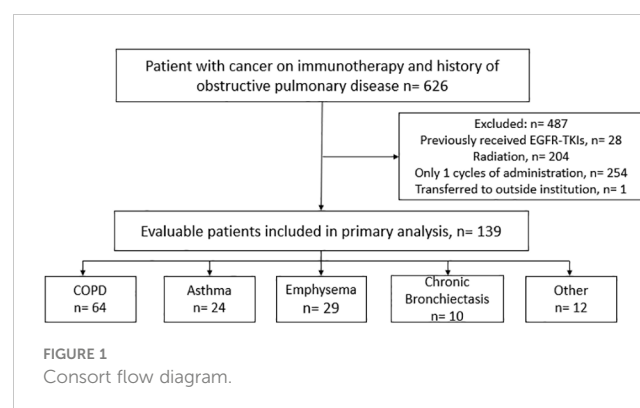 Patient with cancer on immunotherapy and history of
obstructive pulmonary disease n= 626
Excluded: n= 487
Previously received EGFR-TKIs, n= 28
Radiation, n= 204
Only 1 cycles of administration, n= 254
Transferred to outside institution, n= 1
Evaluable patients included in primary analysis, n= 139
COPD
n= 64
Asthma
n= 24
Emphysema
n= 29
Chronic
Bronchiectasis
n= 10
Other
n= 12
FIGURE 1
Consort flow diagram.